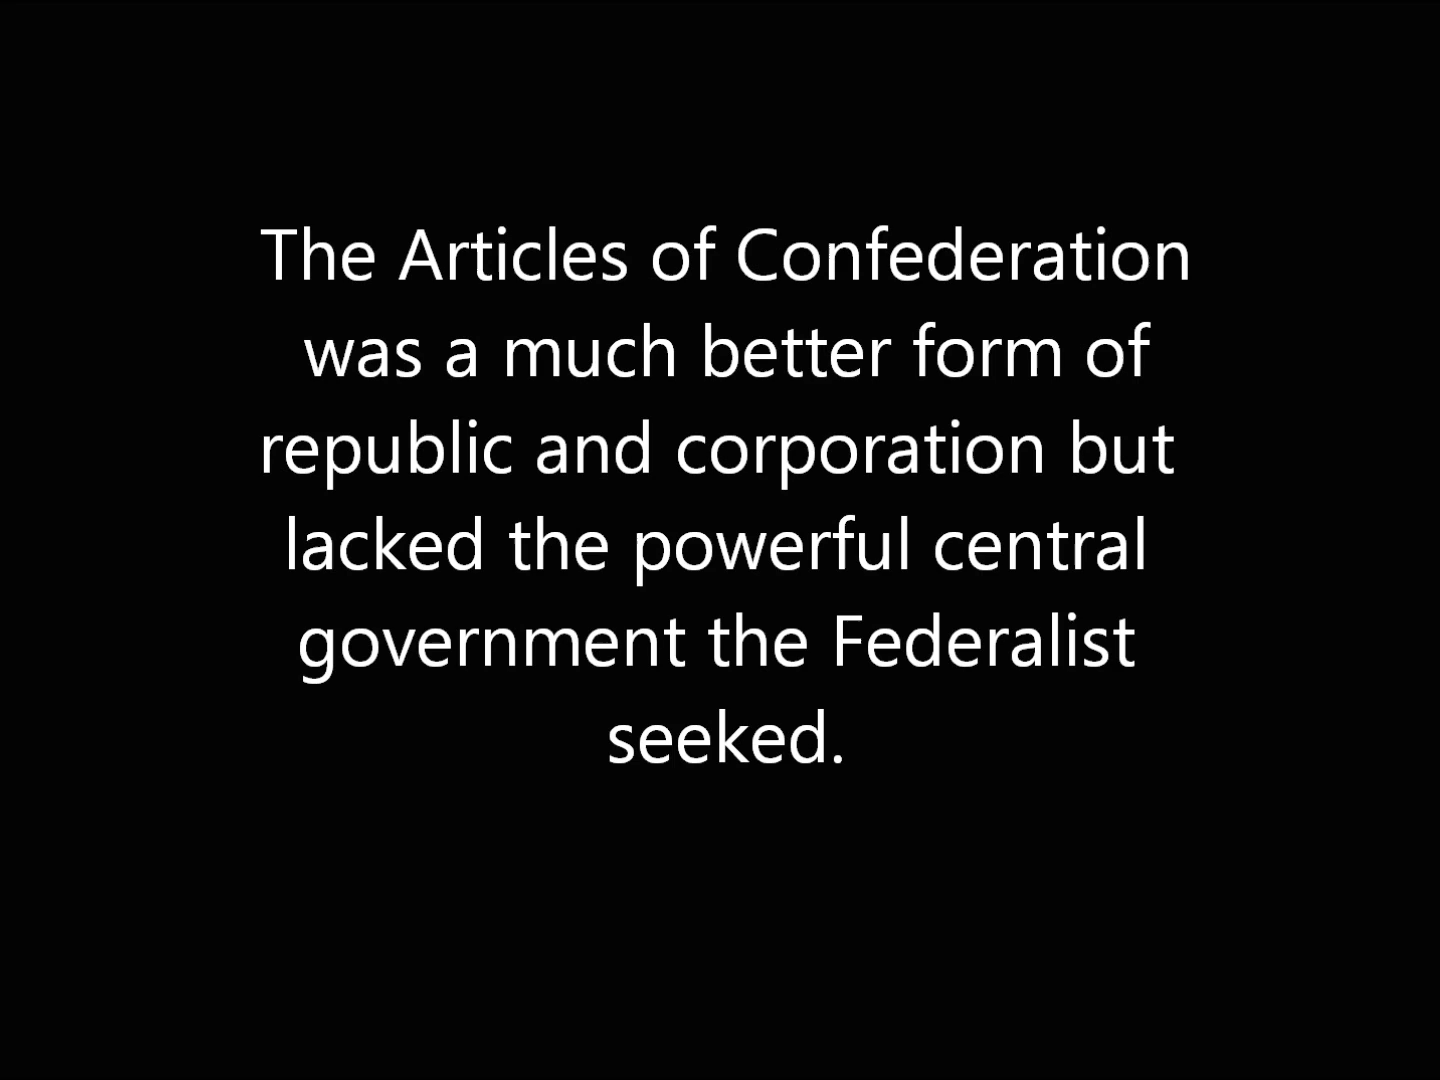 The Articles of Confederation
was a much better form of
republic and corporation but
lacked the powerful central
government the Federalist
seeked.